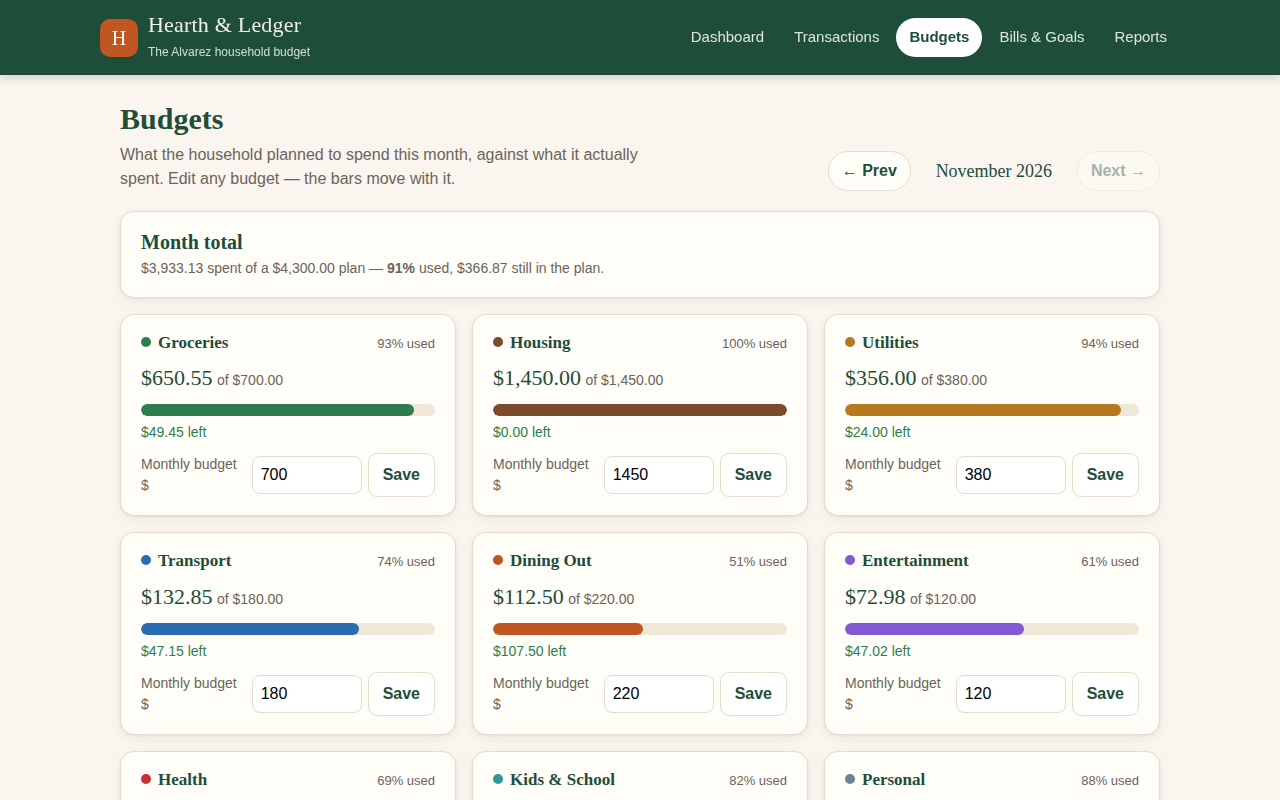 H
Hearth & Ledger
The Alvarez household budget
Dashboard
Transactions
Budgets
Bills & Goals
Reports
Budgets
What the household planned to spend this month, against what it actually
spent. Edit any budget — the bars move with it.
← Prev
November 2026
Next →
Month total
$3,933.13 spent of a $4,300.00 plan — 91% used, $366.87 still in the plan.
Groceries
93% used
$650.55 of $700.00
$49.45 left
Monthly budget
$
700
Save
Housing
100% used
$1,450.00 of $1,450.00
$0.00 left
Monthly budget
$
1450
Save
Utilities
94% used
$356.00 of $380.00
$24.00 left
Monthly budget
$
380
Save
Transport
74% used
$132.85 of $180.00
$47.15 left
Monthly budget
$
180
Save
Dining Out
51% used
$112.50 of $220.00
$107.50 left
Monthly budget
$
220
Save
Entertainment
61% used
$72.98 of $120.00
$47.02 left
Monthly budget
$
120
Save
Health
69% used
Kids & School
82% used
Personal
88% used